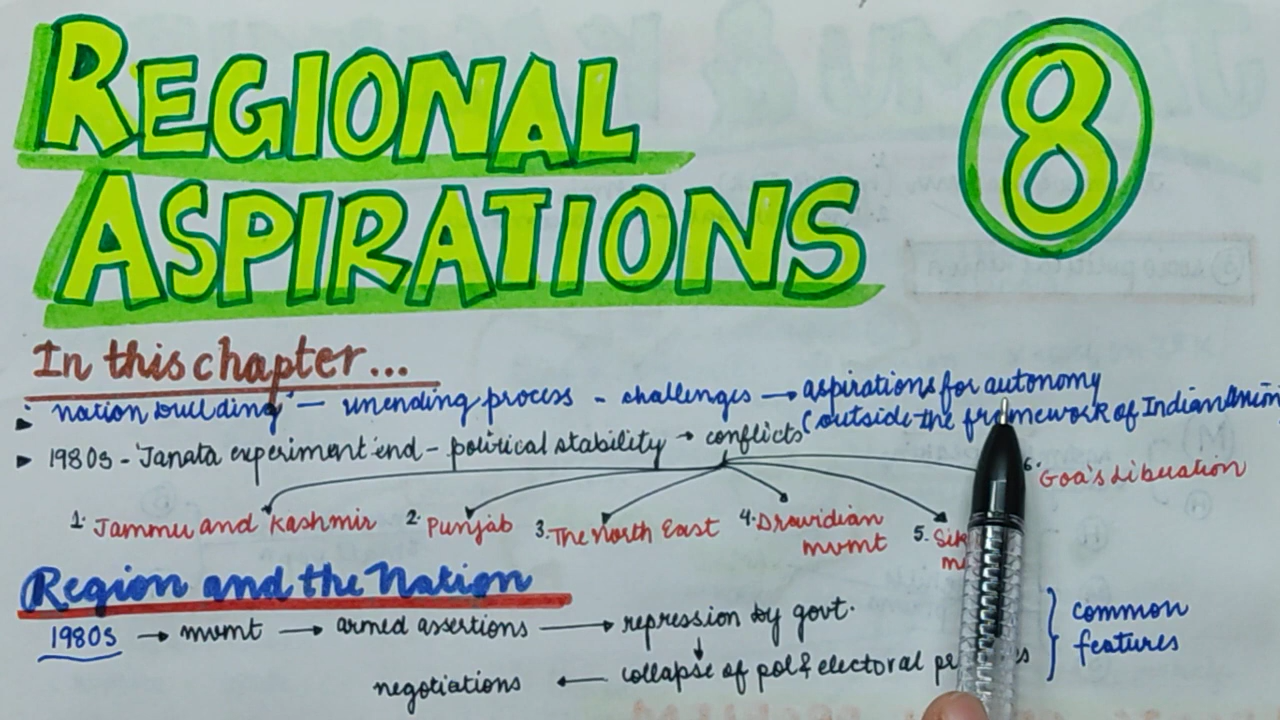 REGIONAL
ASPIRATIONS
8
In this chapter...
'nation building' - unending process - challenges → aspirations for autonomy
(outside the framework of Indian Union
1980s - 'Janata experiment' end - political stability → conflicts
1. Jammu and Kashmir 2. Punjab 3. The North East 4. Dravidian mvmt 5. 6. Goa's Liberation
Region and the Nation
1980s → mvmt → armed assertions → repression by govt.
negotiations ← collapse of pol & electoral
common
features